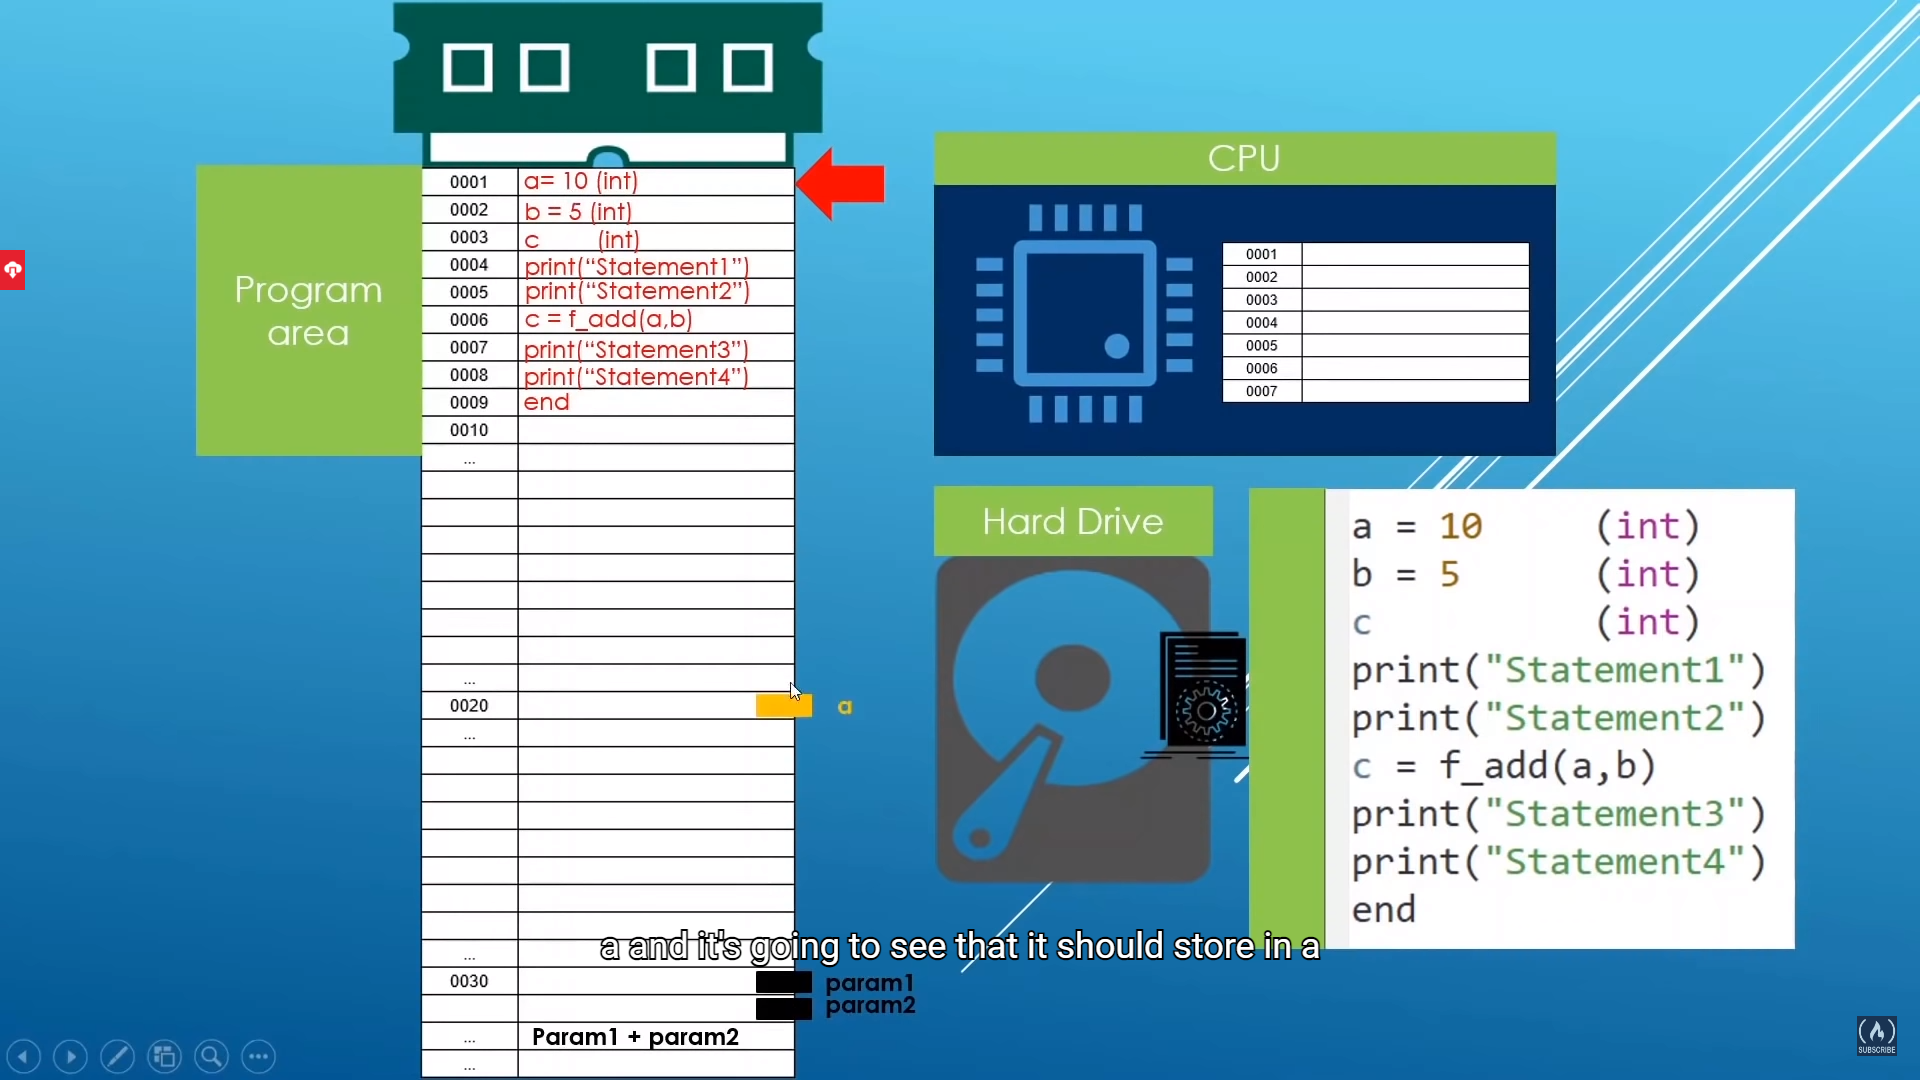 Program
area
0001 a= 10 (int)
0002 b = 5 (int)
0003 c (int)
0004 print(“Statement1”)
0005 print(“Statement2”)
0006 c = f_add(a,b)
0007 print(“Statement3”)
0008 print(“Statement4”)
0009 end
0010
...
...
0020 a
...
...
0030 param1
param2
... Param1 + param2
...
CPU
0001
0002
0003
0004
0005
0006
0007
Hard Drive
a = 10 (int)
b = 5 (int)
c (int)
print("Statement1")
print("Statement2")
c = f_add(a,b)
print("Statement3")
print("Statement4")
end
a and it's going to see that it should store in a
SUBSCRIBE